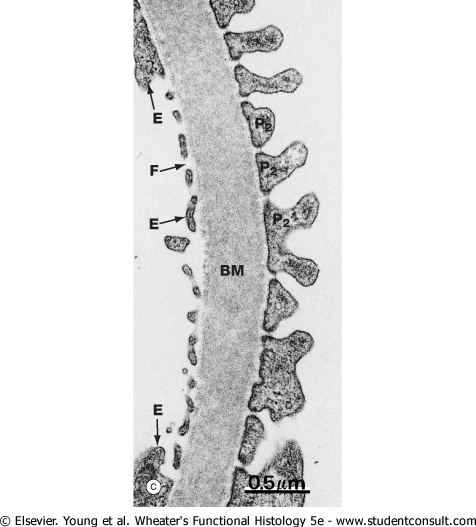 E
F
P₂
P₂
E
P₂
BM
E
c
0.5μm
© Elsevier. Young et al. Wheater's Functional Histology 5e - www.studentconsult.com